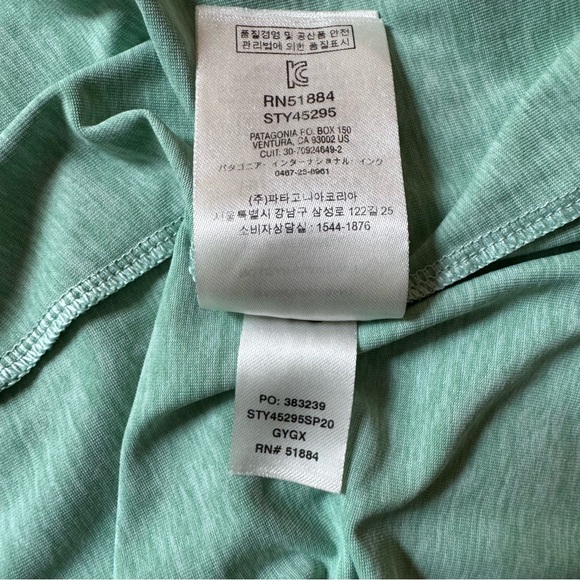 품질경영 및 공산품 안전
관리법에 의한 품질표시
RN51884
STY45295
PATAGONIA P.O. BOX 150
VENTURA, CA 93002 US
CUIT: 30-70924649-2
パタゴニア・インターナショナル・インク
0467-25-8961
(주)파타고니아코리아
서울특별시 강남구 삼성로 122길 25
소비자상담실 : 1544-1876
PO: 383239
STY45295SP20
GYGX
RN# 51884